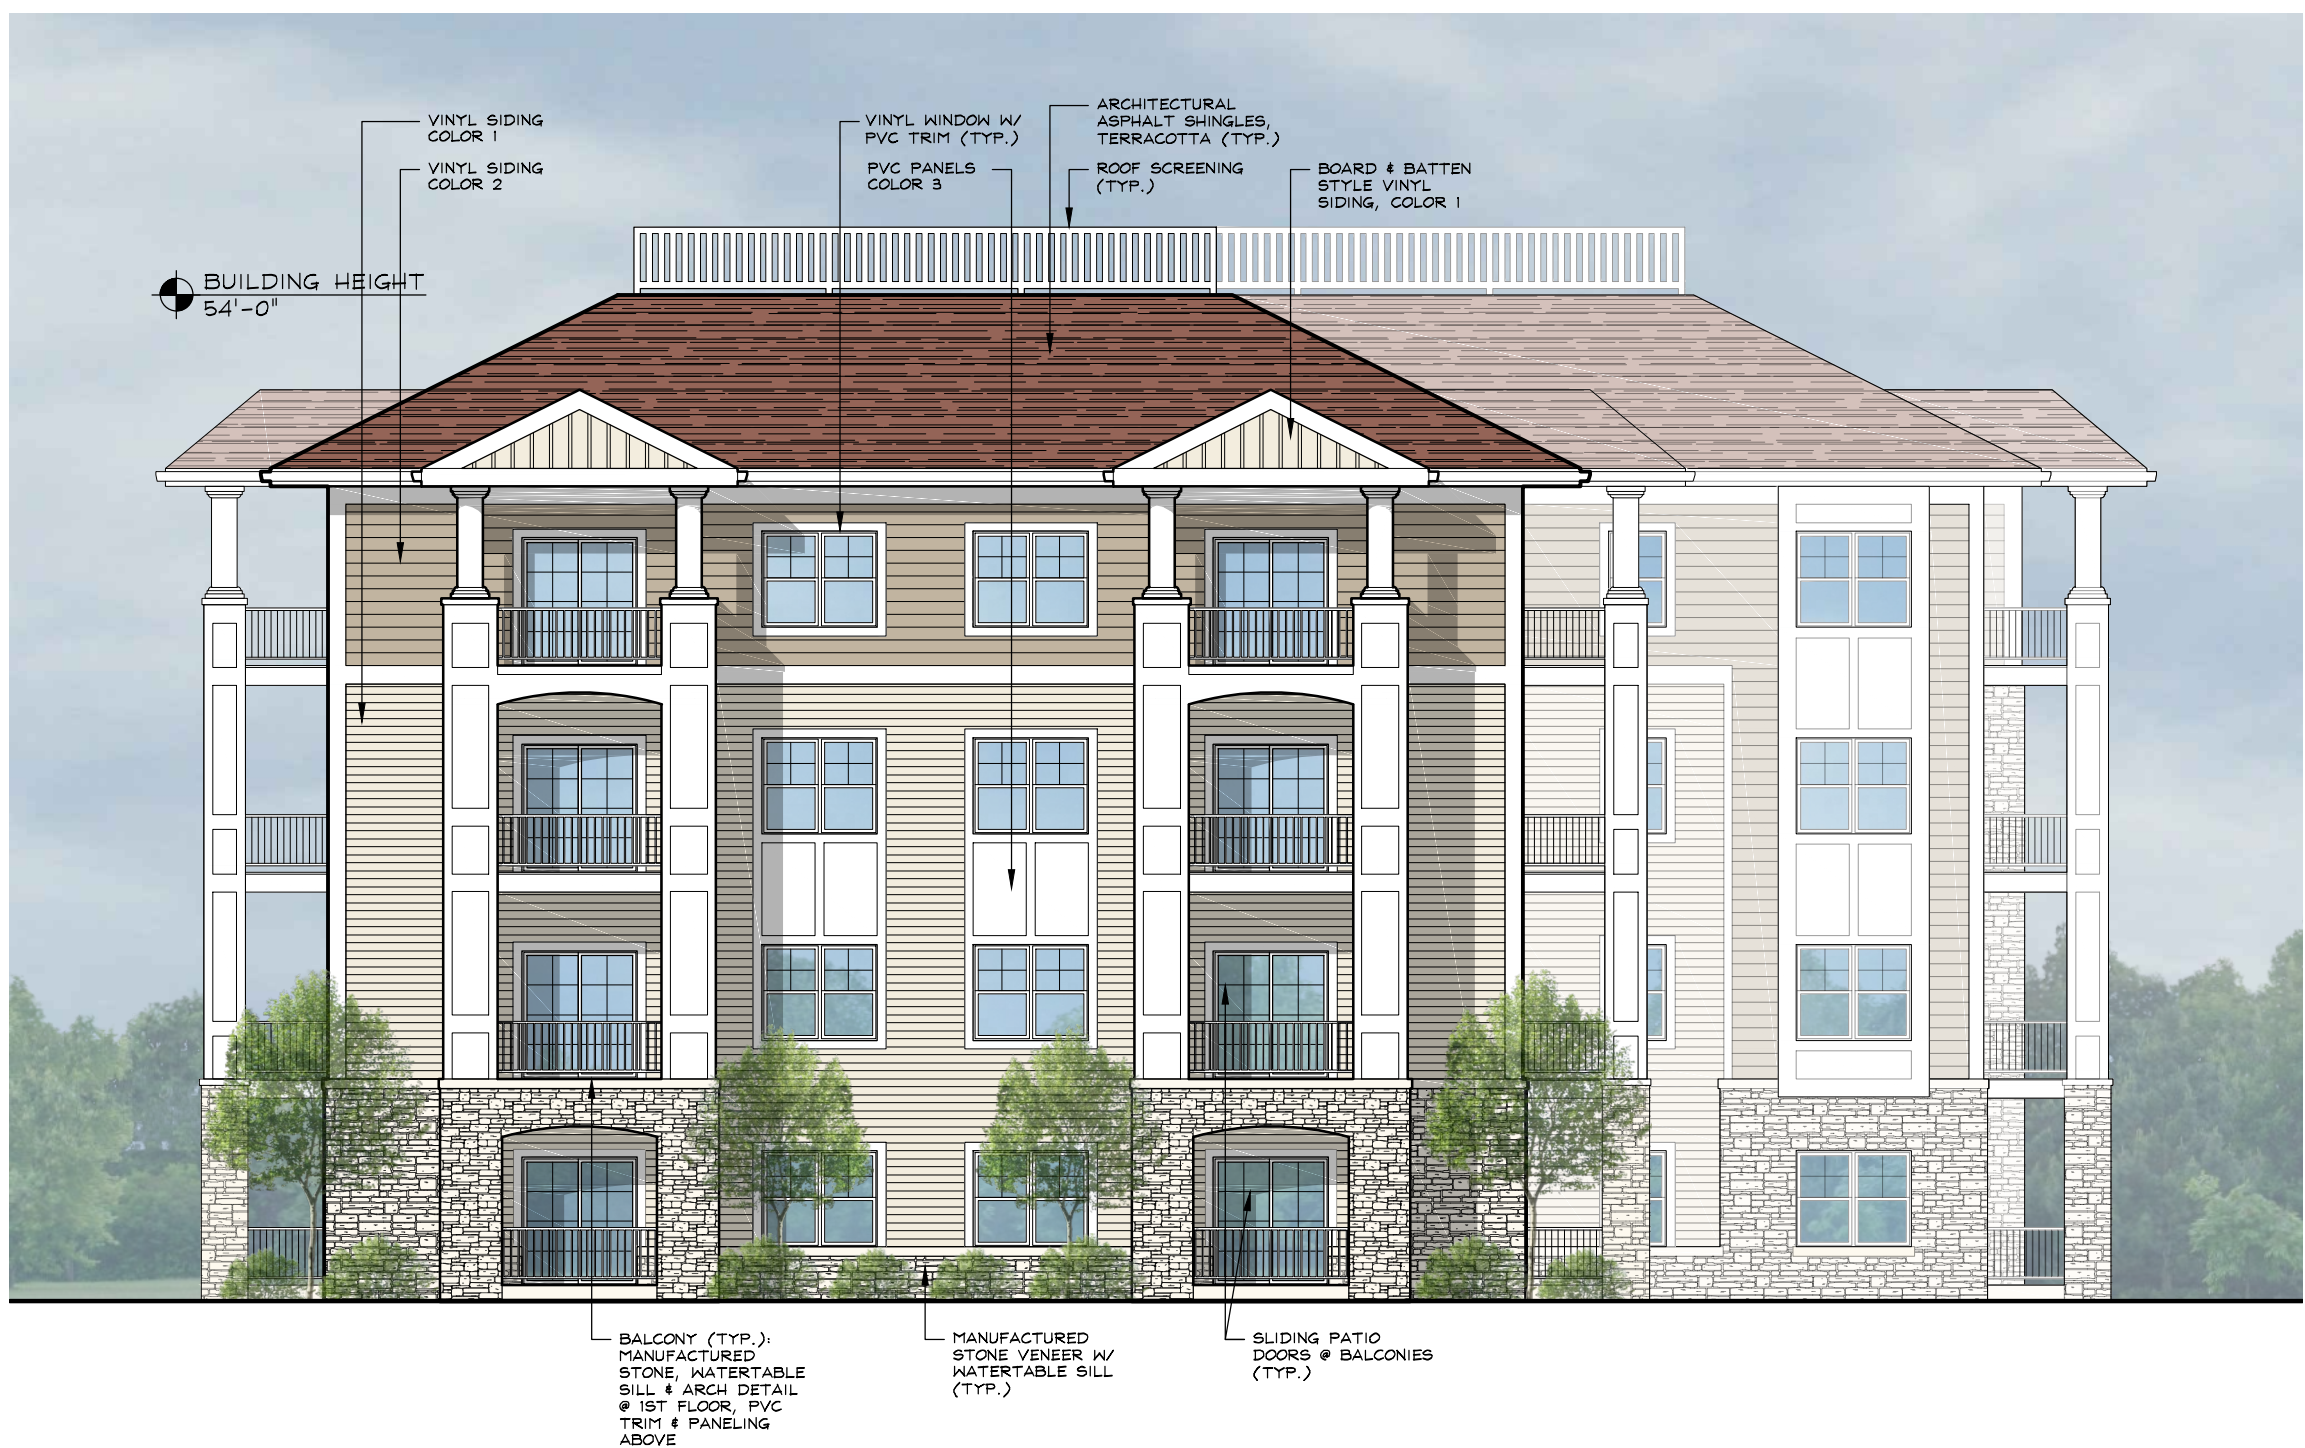 VINYL SIDING
COLOR 1
VINYL SIDING
COLOR 2
VINYL WINDOW W/
PVC TRIM (TYP.)
PVC PANELS
COLOR 3
ARCHITECTURAL
ASPHALT SHINGLES,
TERRACOTTA (TYP.)
ROOF SCREENING
(TYP.)
BOARD & BATTEN
STYLE VINYL
SIDING, COLOR 1
BUILDING HEIGHT
54'-0"
BALCONY (TYP.):
MANUFACTURED
STONE, WATERTABLE
SILL & ARCH DETAIL
@ 1ST FLOOR, PVC
TRIM & PANELING
ABOVE
MANUFACTURED
STONE VENEER W/
WATERTABLE SILL
(TYP.)
SLIDING PATIO
DOORS @ BALCONIES
(TYP.)